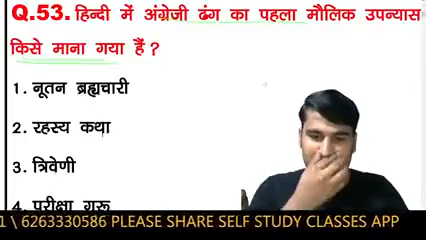 Q.53. हिन्दी में अंग्रेजी ढंग का पहला मौलिक उपन्यास
किसे माना गया हैं ?
1. नूतन ब्रह्मचारी
2. रहस्य कथा
3. त्रिवेणी
4. परीक्षा गुरू
1 \ 6263330586 PLEASE SHARE SELF STUDY CLASSES APP